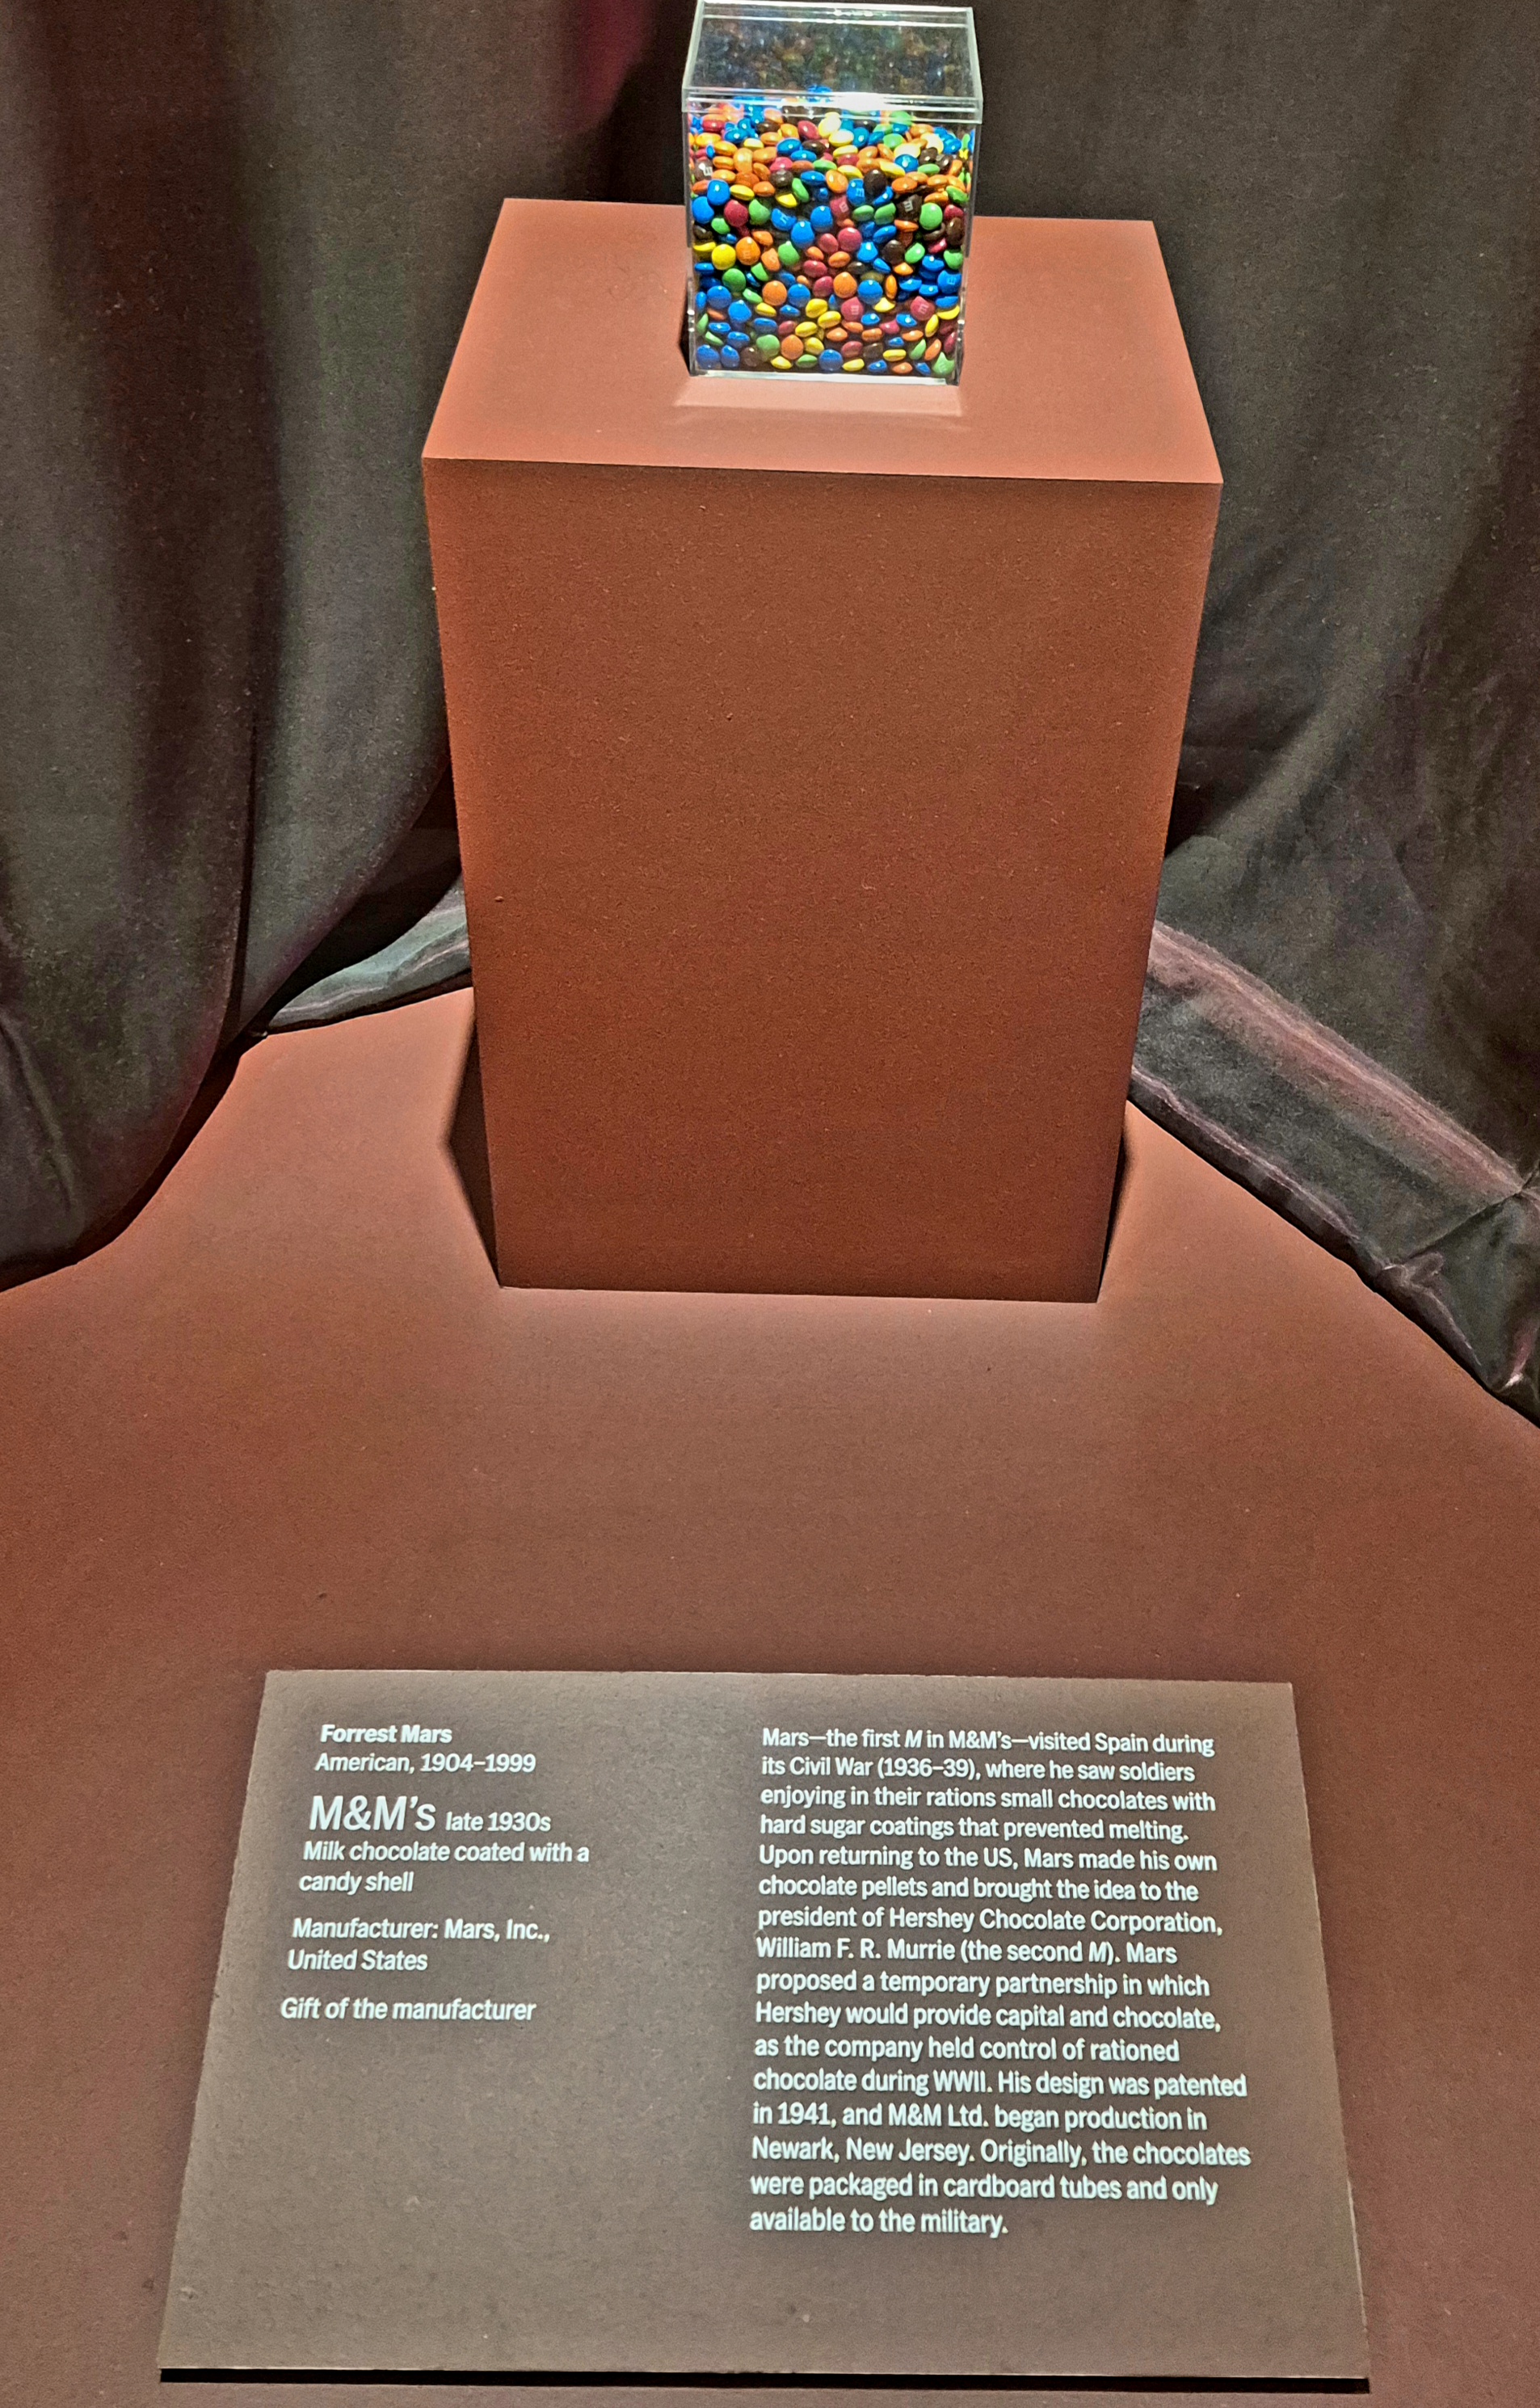 Forrest Mars
American, 1904–1999
M&M's late 1930s
Milk chocolate coated with a
candy shell
Manufacturer: Mars, Inc.,
United States
Gift of the manufacturer
Mars—the first M in M&M's—visited Spain during
its Civil War (1936–39), where he saw soldiers
enjoying in their rations small chocolates with
hard sugar coatings that prevented melting.
Upon returning to the US, Mars made his own
chocolate pellets and brought the idea to the
president of Hershey Chocolate Corporation,
William F. R. Murrie (the second M). Mars
proposed a temporary partnership in which
Hershey would provide capital and chocolate,
as the company held control of rationed
chocolate during WWII. His design was patented
in 1941, and M&M Ltd. began production in
Newark, New Jersey. Originally, the chocolates
were packaged in cardboard tubes and only
available to the military.